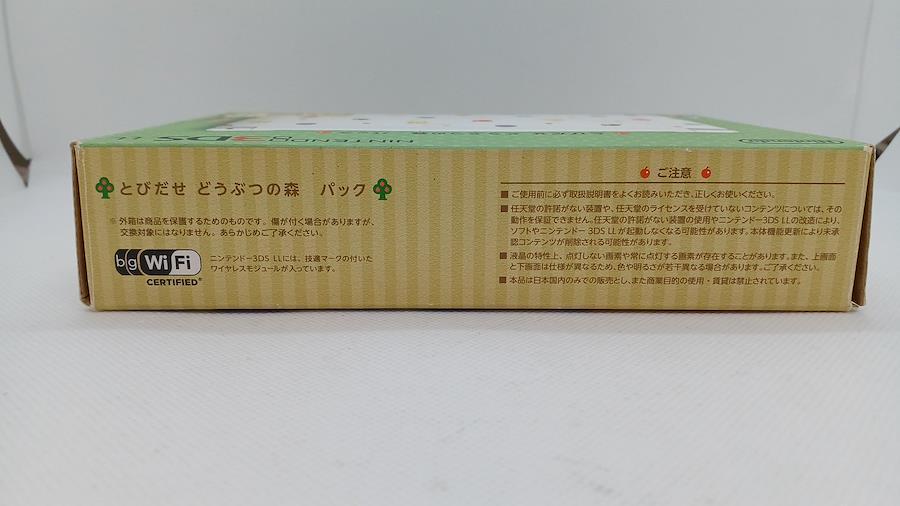 NINTENDO3DS LL
Nintendo
とびだせ どうぶつの森 パック
※ 外箱は商品を保護するためのものです。傷が付く場合がありますが、
交換対象にはなりません。あらかじめご了承ください。
bg Wi Fi
CERTIFIED®
ニンテンドー3DS LLには、技適マークの付いた
ワイヤレスモジュールが入っています。
ご注意
■ ご使用前に必ず取扱説明書をよくお読みいただき、正しくお使いください。
■ 任天堂の許諾がない装置や、任天堂のライセンスを受けていないコンテンツについては、その
動作を保証できません。任天堂の許諾がない装置の使用やニンテンドー3DS LLの改造により、
ソフトやニンテンドー3DS LLが起動しなくなる可能性があります。本体機能更新により未承
認コンテンツが削除される可能性があります。
■ 液晶の特性上、点灯しない画素や常に点灯する画素が存在することがあります。また、上画面
と下画面は仕様が異なるため、色や明るさが若干異なる場合があります。ご了承ください。
■ 本品は日本国内のみでの販売とし、また商業目的の使用・賃貸は禁止されています。